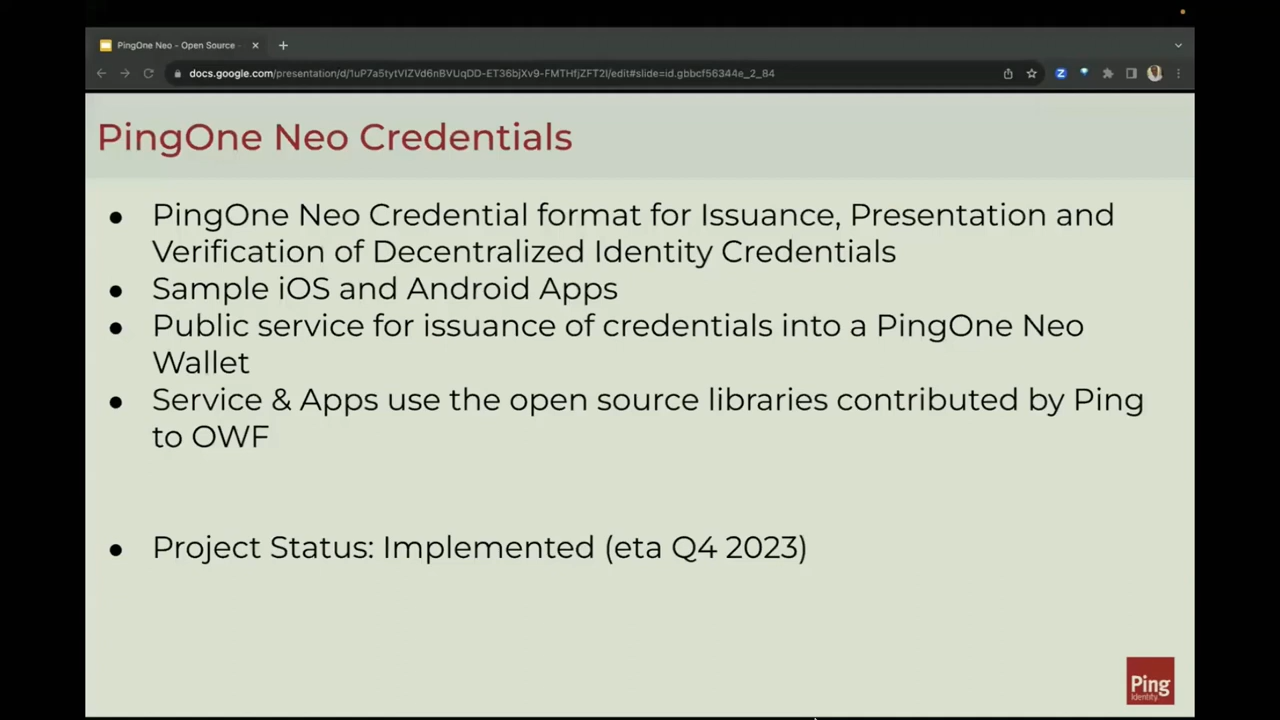 PingOne Neo - Open Source -
docs.google.com/presentation/d/1uP7a5tytVIZVd6nBVUqDD-ET36bjXv9-FMTHfjZFT2I/edit#slide=id.gbbcf56344e_2_84
PingOne Neo Credentials
● PingOne Neo Credential format for Issuance, Presentation and
Verification of Decentralized Identity Credentials
● Sample iOS and Android Apps
● Public service for issuance of credentials into a PingOne Neo
Wallet
● Service & Apps use the open source libraries contributed by Ping
to OWF
● Project Status: Implemented (eta Q4 2023)
Ping
Identity